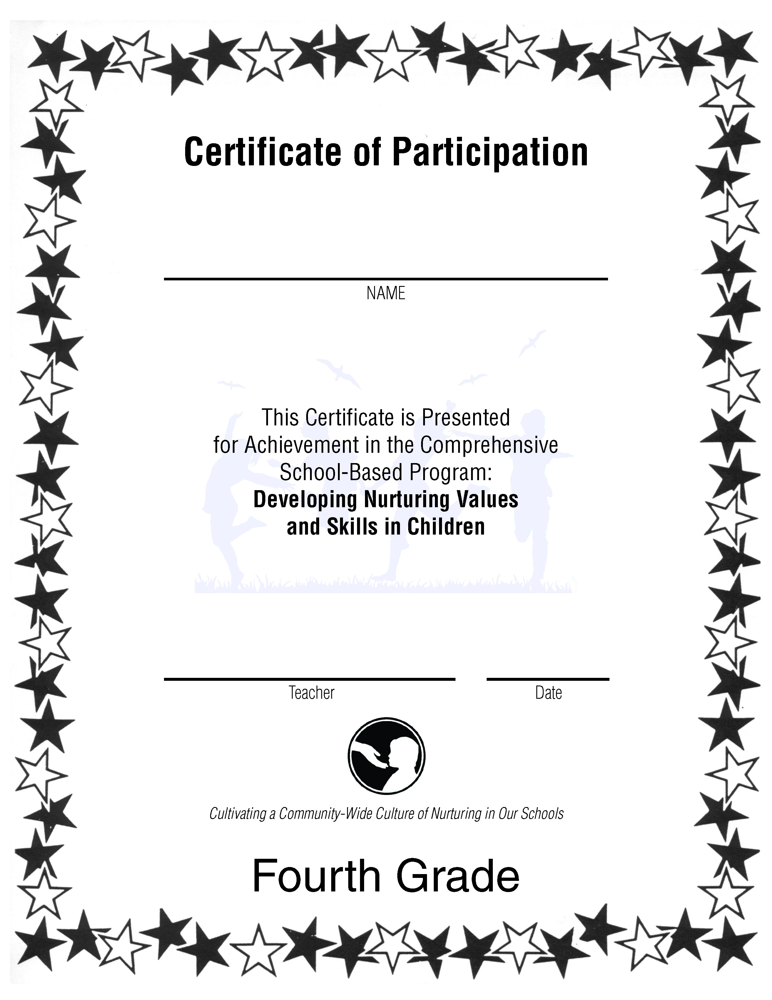 Certificate of Participation
NAME
This Certificate is Presented
for Achievement in the Comprehensive
School-Based Program:
Developing Nurturing Values
and Skills in Children
Teacher
Date
Cultivating a Community-Wide Culture of Nurturing in Our Schools
Fourth Grade